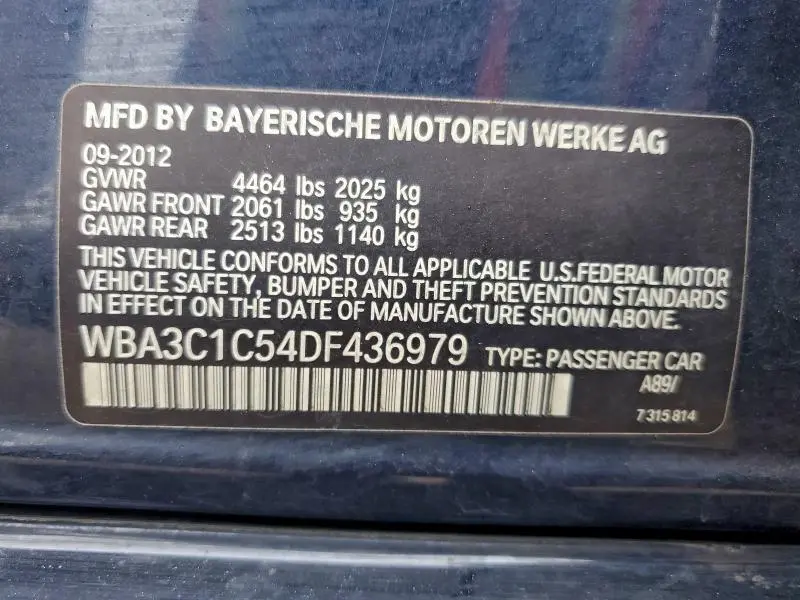 MFD BY BAYERISCHE MOTOREN WERKE AG
09-2012
GVWR 4464 lbs 2025 kg
GAWR FRONT 2061 lbs 935 kg
GAWR REAR 2513 lbs 1140 kg
THIS VEHICLE CONFORMS TO ALL APPLICABLE U.S.FEDERAL MOTOR
VEHICLE SAFETY, BUMPER AND THEFT PREVENTION STANDARDS
IN EFFECT ON THE DATE OF MANUFACTURE SHOWN ABOVE.
WBA3C1C54DF436979 TYPE: PASSENGER CAR
A89/
7 315 814